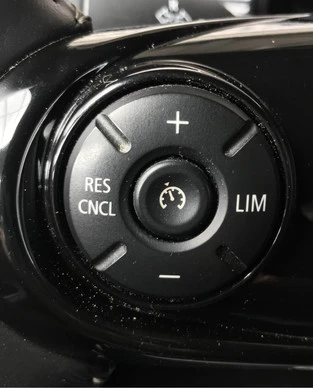 +
RES
CNCL
LIM
−